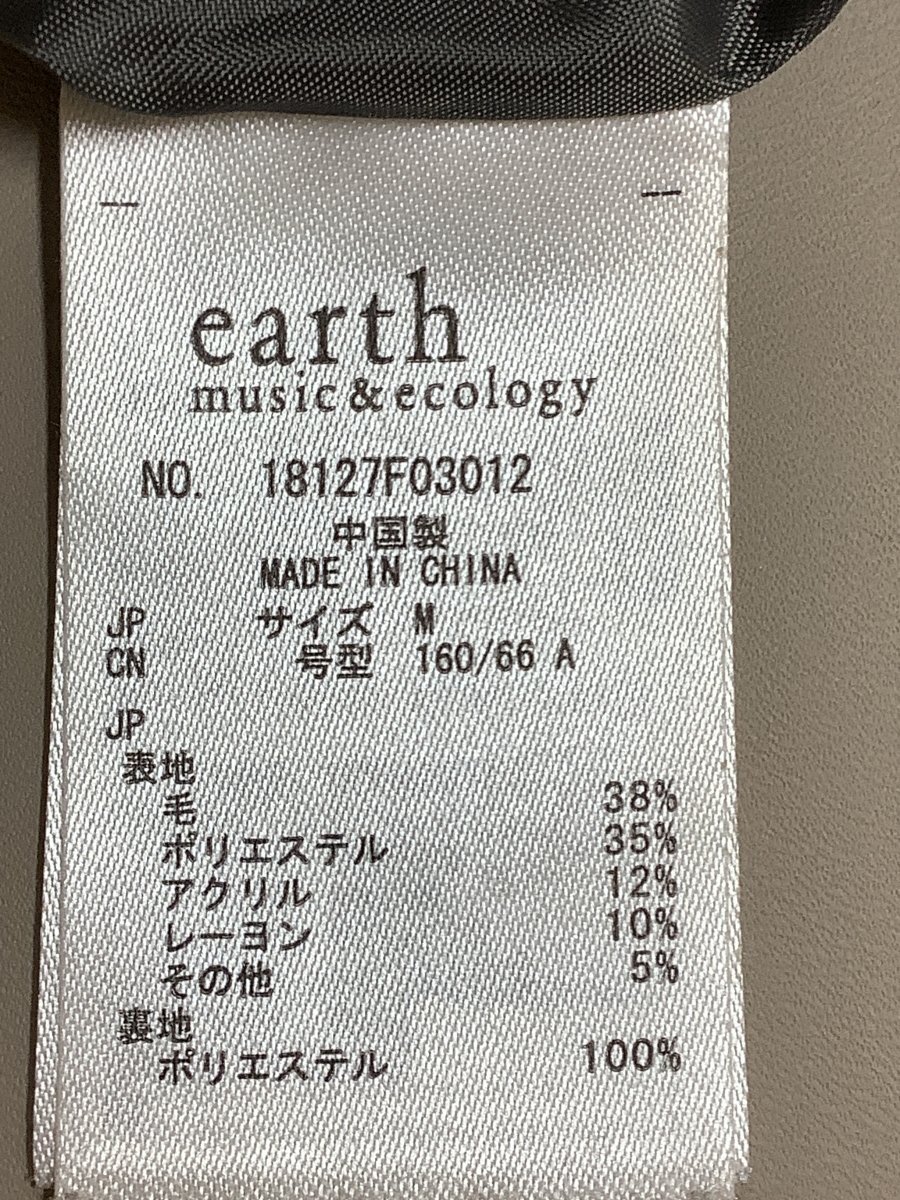 earth
music&ecology
NO. 18127F03012
中国製
MADE IN CHINA
JP サイズ M
CN 号型 160/66 A
JP
表地
毛 38%
ポリエステル 35%
アクリル 12%
レーヨン 10%
その他 5%
裏地
ポリエステル 100%